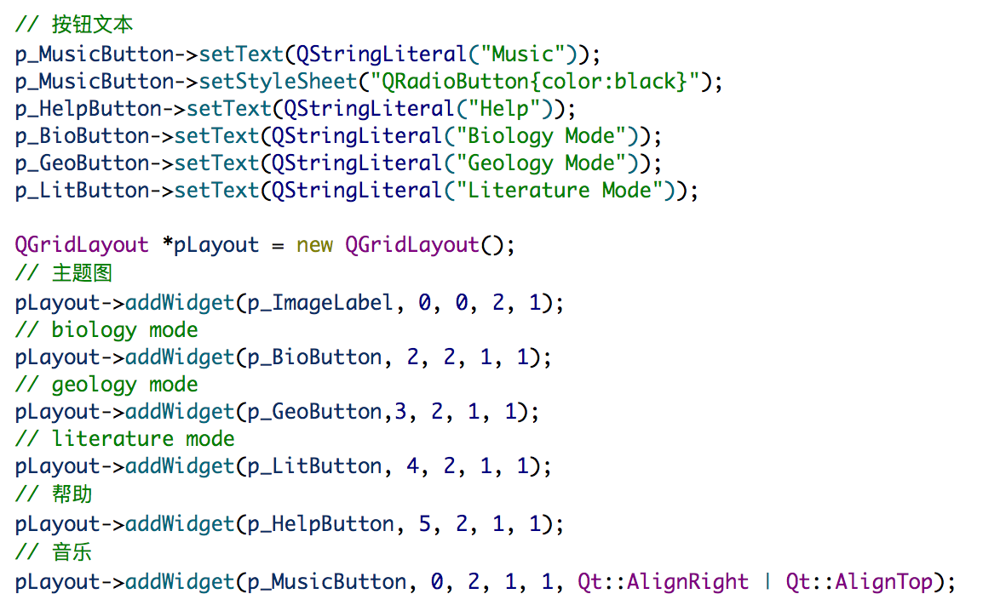 // 按钮文本
p_MusicButton->setText(QStringLiteral("Music"));
p_MusicButton->setStyleSheet("QRadioButton{color:black}");
p_HelpButton->setText(QStringLiteral("Help"));
p_BioButton->setText(QStringLiteral("Biology Mode"));
p_GeoButton->setText(QStringLiteral("Geology Mode"));
p_LitButton->setText(QStringLiteral("Literature Mode"));
QGridLayout *pLayout = new QGridLayout();
// 主题图
pLayout->addWidget(p_ImageLabel, 0, 0, 2, 1);
// biology mode
pLayout->addWidget(p_BioButton, 2, 2, 1, 1);
// geology mode
pLayout->addWidget(p_GeoButton,3, 2, 1, 1);
// literature mode
pLayout->addWidget(p_LitButton, 4, 2, 1, 1);
// 帮助
pLayout->addWidget(p_HelpButton, 5, 2, 1, 1);
// 音乐
pLayout->addWidget(p_MusicButton, 0, 2, 1, 1, Qt::AlignRight | Qt::AlignTop);